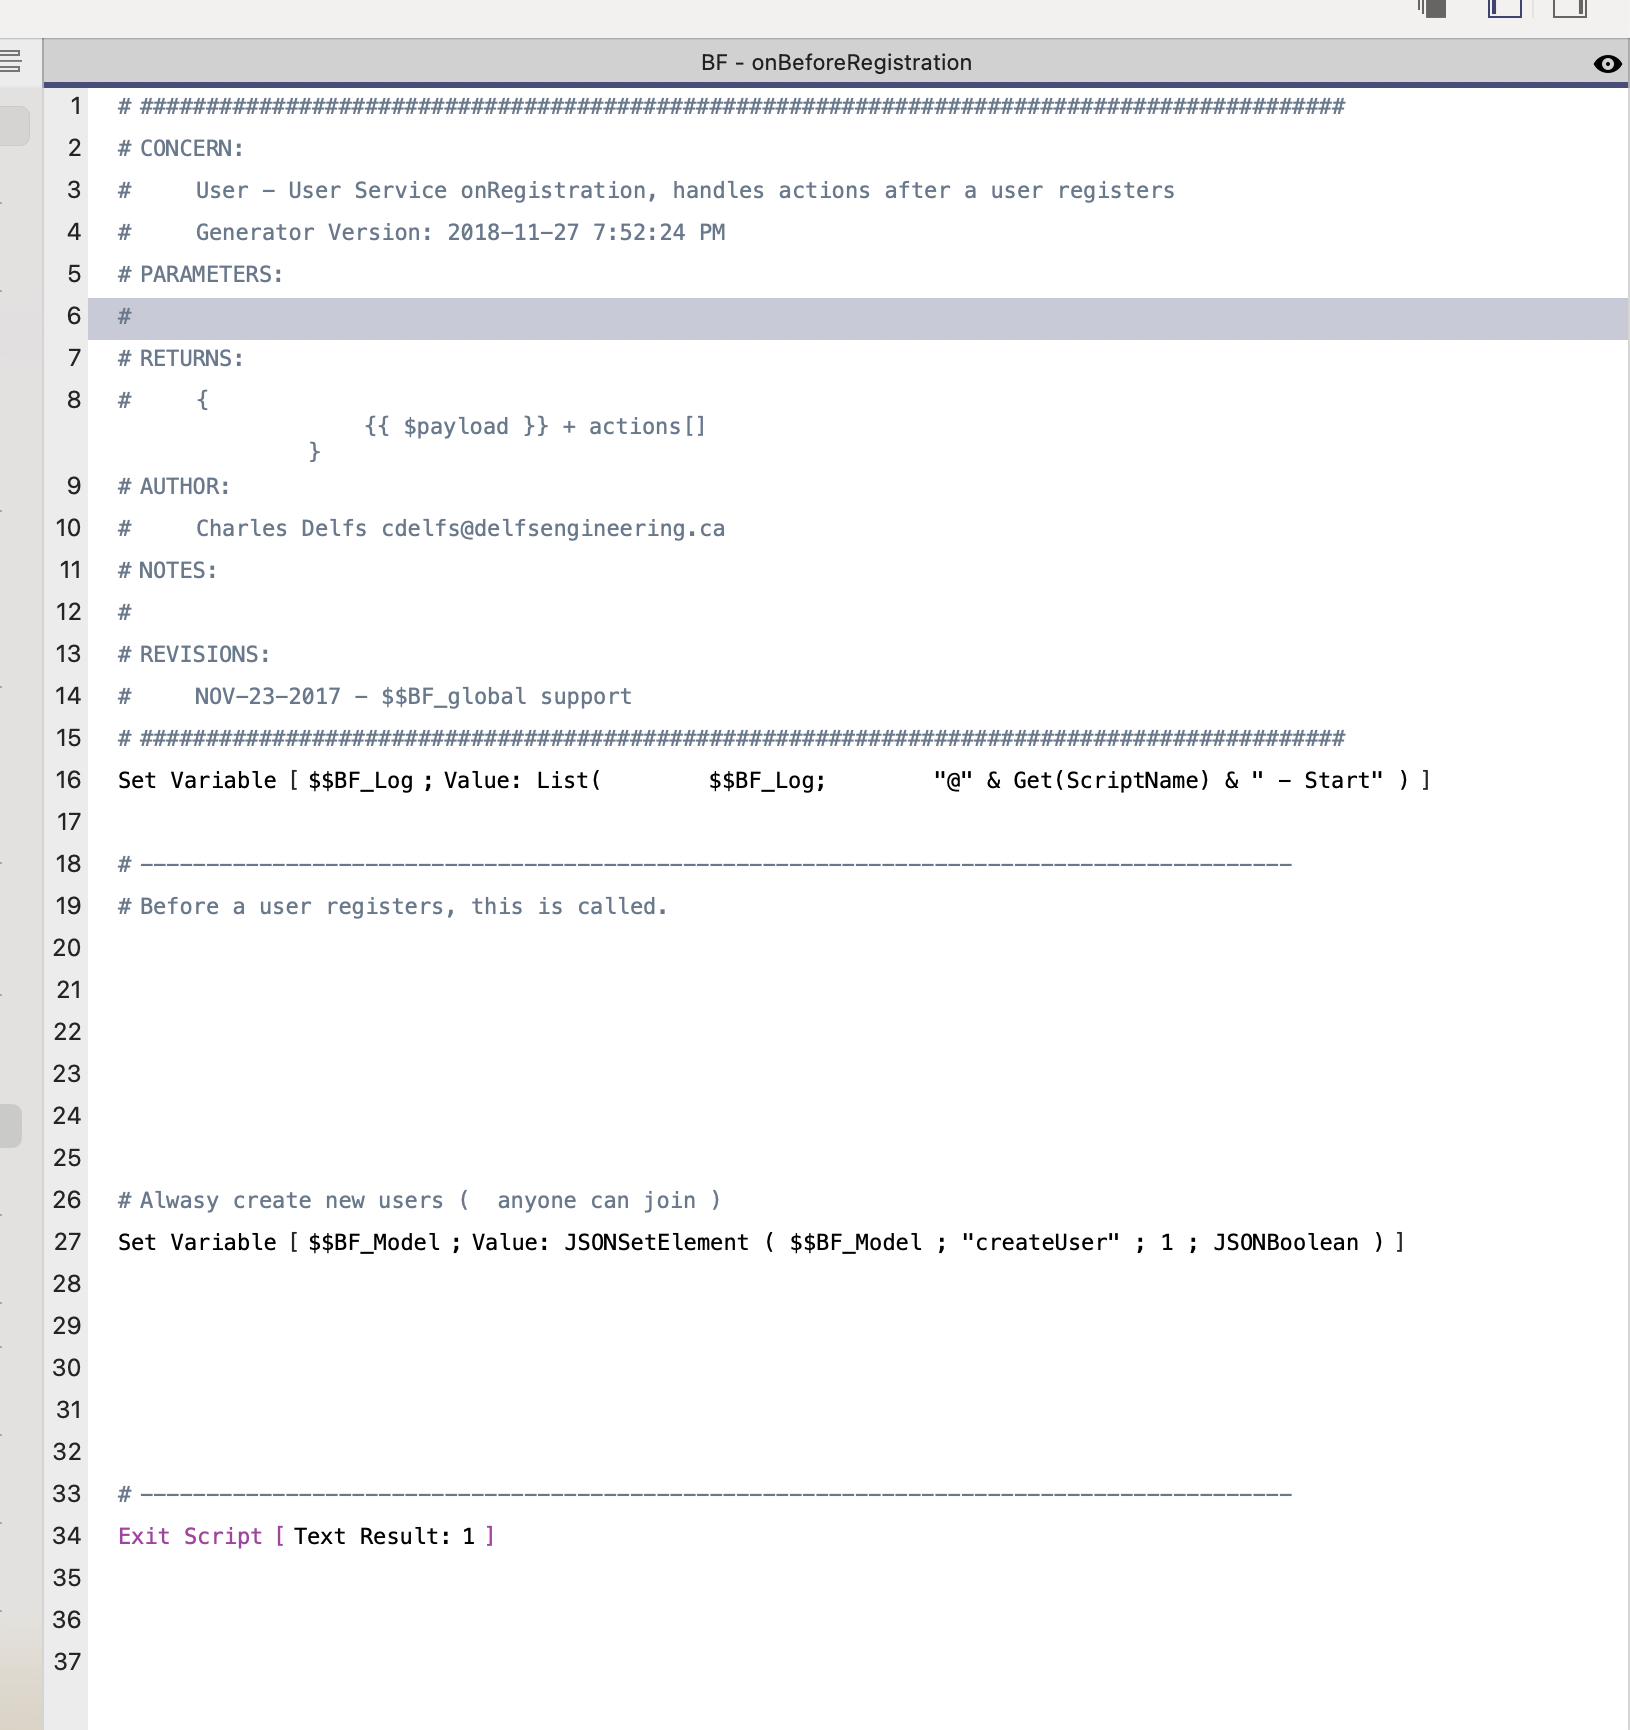 BF - onBeforeRegistration
1 # ###########################################################################################
2 # CONCERN:
3 # User – User Service onRegistration, handles actions after a user registers
4 # Generator Version: 2018–11–27 7:52:24 PM
5 # PARAMETERS:
6 #
7 # RETURNS:
8 # {
{{ $payload }} + actions[]
}
9 # AUTHOR:
10 # Charles Delfs cdelfs@delfsengineering.ca
11 # NOTES:
12 #
13 # REVISIONS:
14 # NOV–23–2017 – $$BF_global support
15 # ###########################################################################################
16 Set Variable [ $$BF_Log ; Value: List( $$BF_Log; "@" & Get(ScriptName) & " – Start" ) ]
17
18 # –––––––––––––––––––––––––––––––––––––––––––––––––––––––––––––––––––––––––––––––––––––––
19 # Before a user registers, this is called.
20
21
22
23
24
25
26 # Alwasy create new users ( anyone can join )
27 Set Variable [ $$BF_Model ; Value: JSONSetElement ( $$BF_Model ; "createUser" ; 1 ; JSONBoolean ) ]
28
29
30
31
32
33 # –––––––––––––––––––––––––––––––––––––––––––––––––––––––––––––––––––––––––––––––––––––––
34 Exit Script [ Text Result: 1 ]
35
36
37